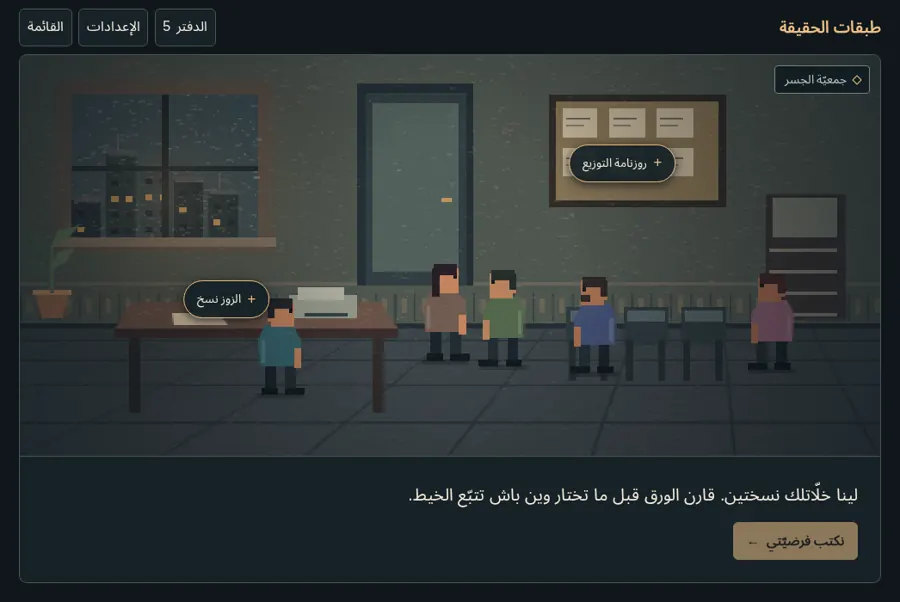 طبقات الحقيقة
الدفتر 5
الإعدادات
القائمة
جمعيّة الجسر
+ روزنامة التوزيع
+ الزوز نسخ
لينا خلّاتلك نسختين. قارن الورق قبل ما تختار وين باش تتبّع الخيط.
نكتب فرضيّتي ←